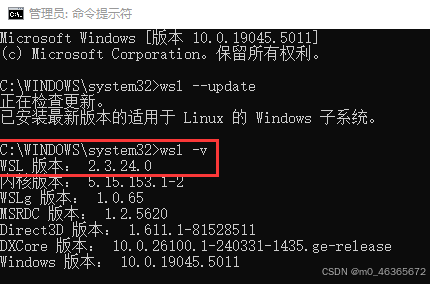 管理员: 命令提示符
Microsoft Windows [版本 10.0.19045.5011]
(c) Microsoft Corporation。保留所有权利。
C:\WINDOWS\system32>wsl --update
正在检查更新。
已安装最新版本的适用于 Linux 的 Windows 子系统。
C:\WINDOWS\system32>wsl -v
WSL 版本： 2.3.24.0
内核版本： 5.15.153.1-2
WSLg 版本： 1.0.65
MSRDC 版本： 1.2.5620
Direct3D 版本： 1.611.1-81528511
DXCore 版本： 10.0.26100.1-240331-1435.ge-release
Windows 版本： 10.0.19045.5011
CSDN @m0_46365672